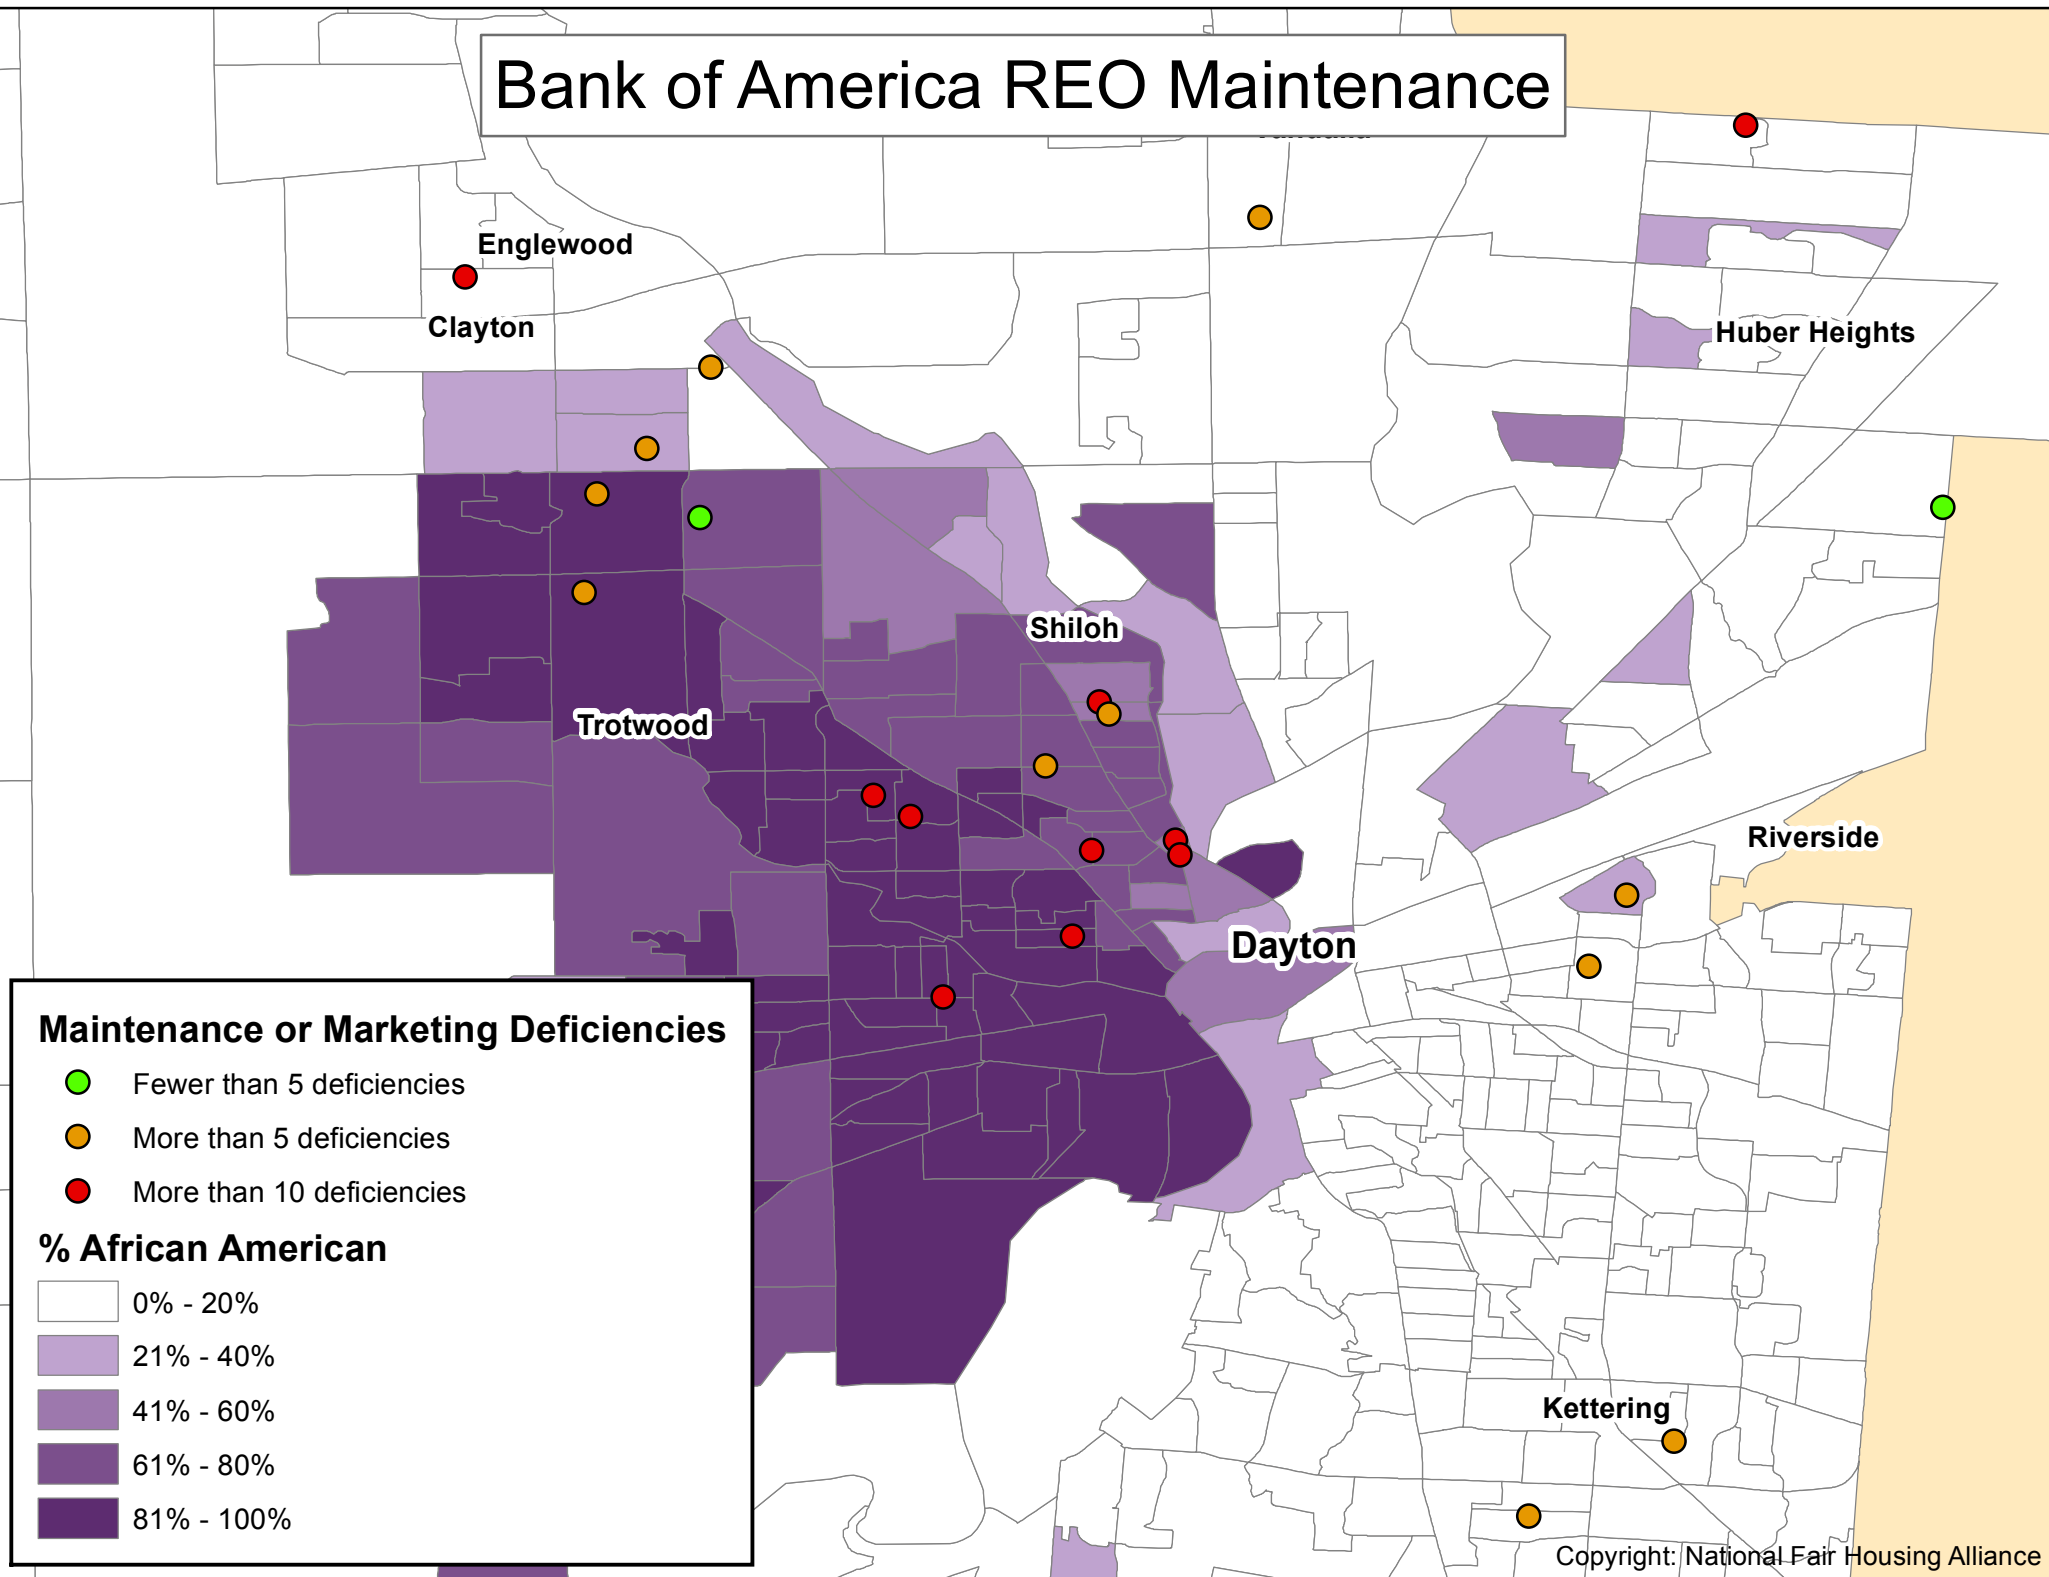 Bank of America REO Maintenance
Englewood
Clayton
Huber Heights
Shiloh
Trotwood
Riverside
Dayton
Maintenance or Marketing Deficiencies
Fewer than 5 deficiencies
More than 5 deficiencies
More than 10 deficiencies
% African American
0% - 20%
21% - 40%
41% - 60%
61% - 80%
81% - 100%
Kettering
Copyright: National Fair Housing Alliance